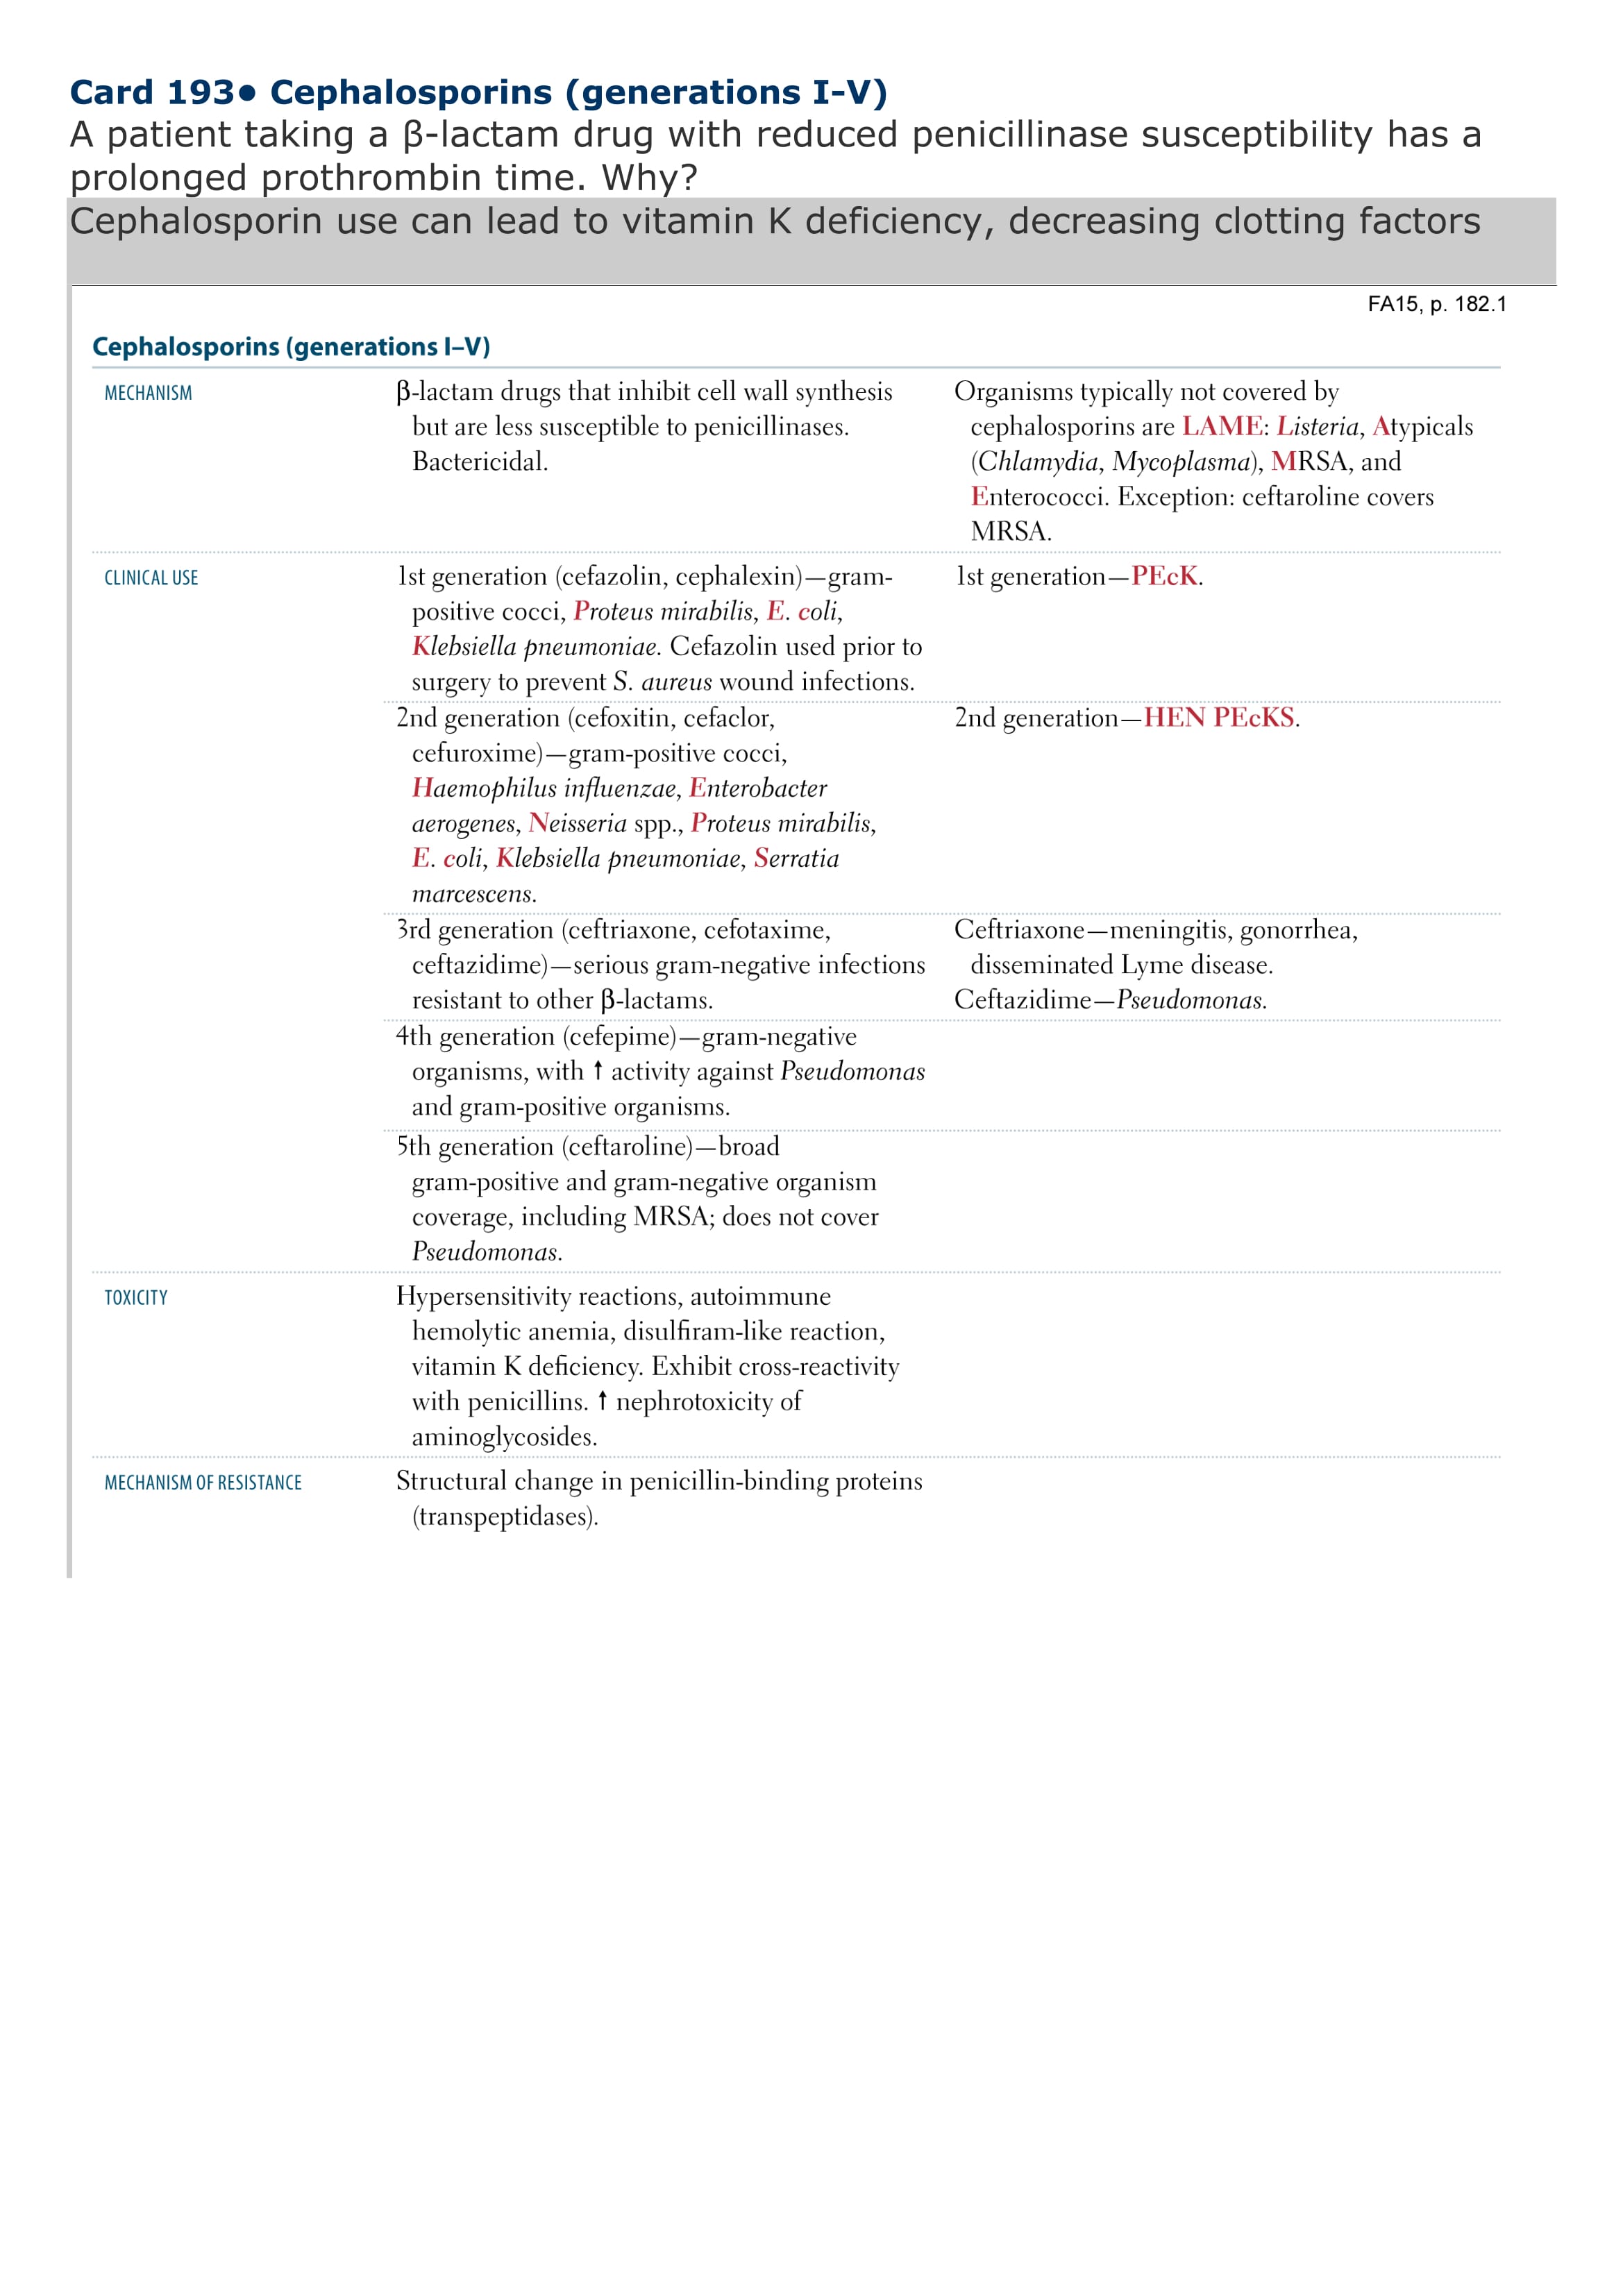 Card 193• Cephalosporins (generations I-V)
A patient taking a β-lactam drug with reduced penicillinase susceptibility has a
prolonged prothrombin time. Why?
Cephalosporin use can lead to vitamin K deficiency, decreasing clotting factors
FA15, p. 182.1
Cephalosporins (generations I–V)
MECHANISM
β-lactam drugs that inhibit cell wall synthesis
but are less susceptible to penicillinases.
Bactericidal.
Organisms typically not covered by
cephalosporins are LAME: Listeria, Atypicals
(Chlamydia, Mycoplasma), MRSA, and
Enterococci. Exception: ceftaroline covers
MRSA.
CLINICAL USE
1st generation (cefazolin, cephalexin)—gram-
positive cocci, Proteus mirabilis, E. coli,
Klebsiella pneumoniae. Cefazolin used prior to
surgery to prevent S. aureus wound infections.
1st generation—PEcK.
2nd generation (cefoxitin, cefaclor,
cefuroxime)—gram-positive cocci,
Haemophilus influenzae, Enterobacter
aerogenes, Neisseria spp., Proteus mirabilis,
E. coli, Klebsiella pneumoniae, Serratia
marcescens.
2nd generation—HEN PEcKS.
3rd generation (ceftriaxone, cefotaxime,
ceftazidime)—serious gram-negative infections
resistant to other β-lactams.
Ceftriaxone—meningitis, gonorrhea,
disseminated Lyme disease.
Ceftazidime—Pseudomonas.
4th generation (cefepime)—gram-negative
organisms, with ↑ activity against Pseudomonas
and gram-positive organisms.
5th generation (ceftaroline)—broad
gram-positive and gram-negative organism
coverage, including MRSA; does not cover
Pseudomonas.
TOXICITY
Hypersensitivity reactions, autoimmune
hemolytic anemia, disulfiram-like reaction,
vitamin K deficiency. Exhibit cross-reactivity
with penicillins. ↑ nephrotoxicity of
aminoglycosides.
MECHANISM OF RESISTANCE
Structural change in penicillin-binding proteins
(transpeptidases).